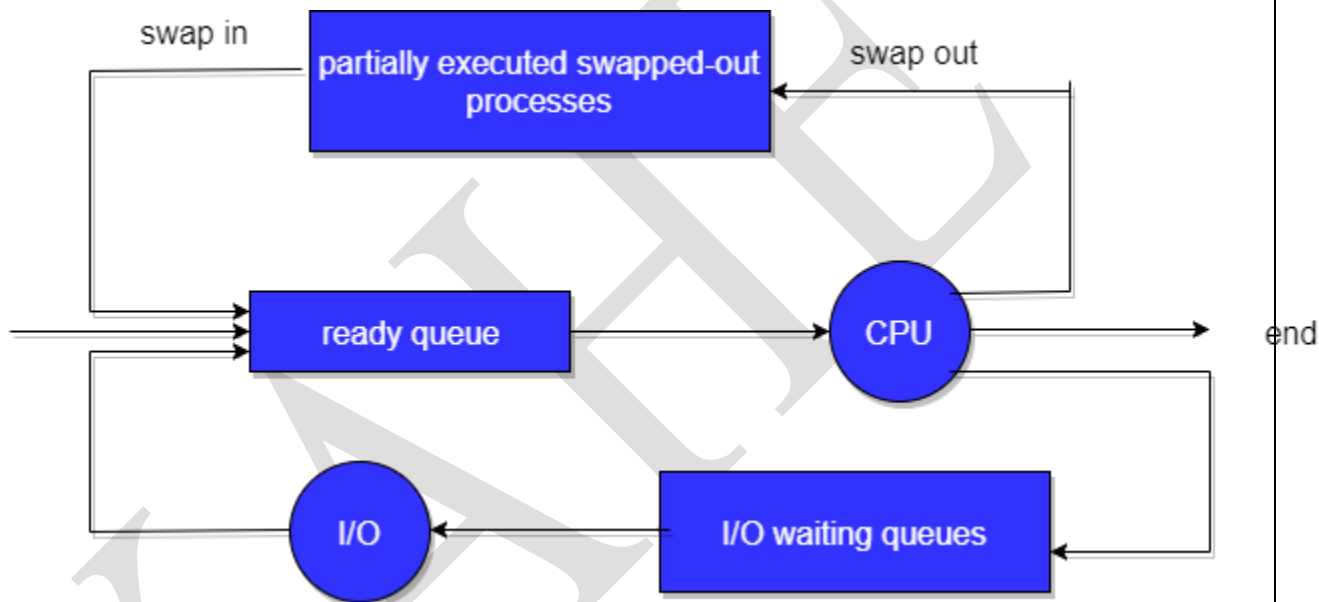 swap in
partially executed swapped-out
processes
swap out
ready queue
CPU
end
I/O
I/O waiting queues